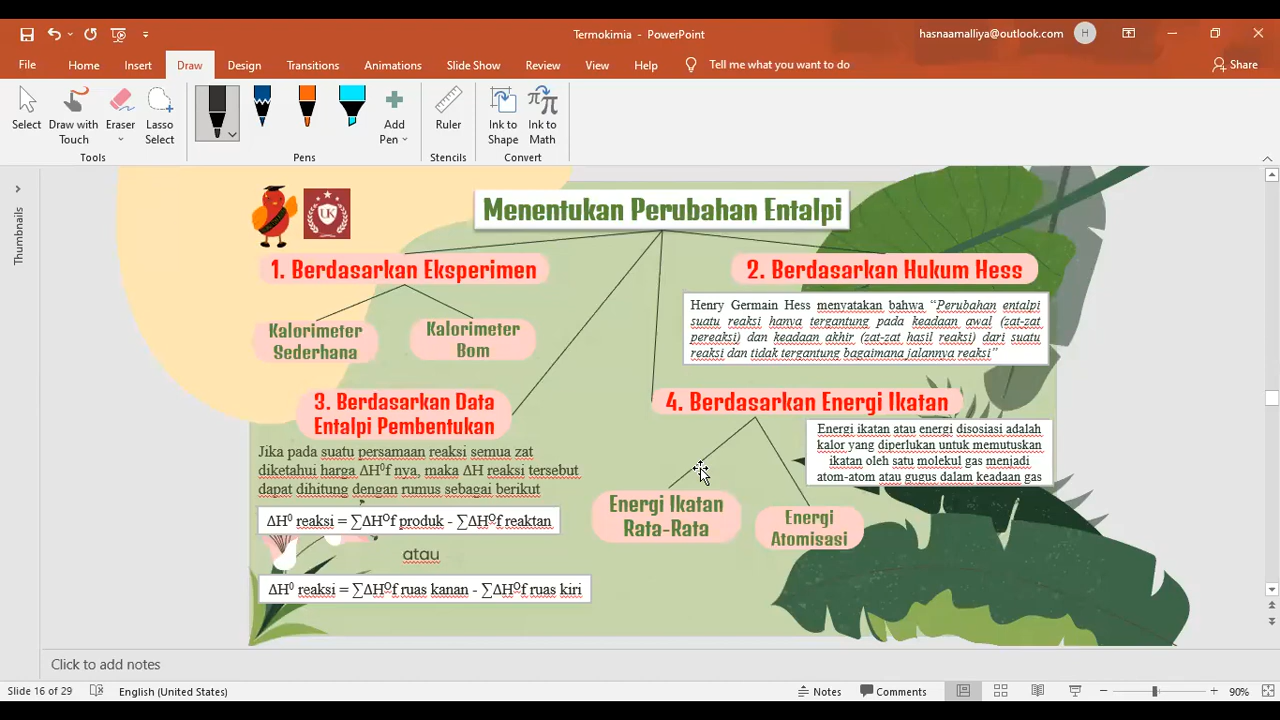 Termokimia - PowerPoint
hasnaamalliya@outlook.com
H
File Home Insert Draw Design Transitions Animations Slide Show Review View Help Tell me what you want to do Share
Select
Draw with Touch
Eraser
Lasso Select
Add Pen
Ruler
Ink to Shape
Ink to Math
Tools
Pens
Stencils
Convert
Thumbnails
UK
Menentukan Perubahan Entalpi
1. Berdasarkan Eksperimen
Kalorimeter
Sederhana
Kalorimeter
Bom
2. Berdasarkan Hukum Hess
Henry Germain Hess menyatakan bahwa “Perubahan entalpi
suatu reaksi hanya tergantung pada keadaan awal (zat-zat
pereaksi) dan keadaan akhir (zat-zat hasil reaksi) dari suatu
reaksi dan tidak tergantung bagaimana jalannya reaksi”
3. Berdasarkan Data
Entalpi Pembentukan
Jika pada suatu persamaan reaksi semua zat
diketahui harga ΔH⁰f nya, maka ΔH reaksi tersebut
dapat dihitung dengan rumus sebagai berikut
ΔH⁰ reaksi = ∑ΔH⁰f produk - ∑ΔH⁰f reaktan
atau
ΔH⁰ reaksi = ∑ΔH⁰f ruas kanan - ∑ΔH⁰f ruas kiri
4. Berdasarkan Energi Ikatan
Energi ikatan atau energi disosiasi adalah
kalor yang diperlukan untuk memutuskan
ikatan oleh satu molekul gas menjadi
atom-atom atau gugus dalam keadaan gas
Energi Ikatan
Rata-Rata
Energi
Atomisasi
Click to add notes
Slide 16 of 29 English (United States) Notes Comments 90%